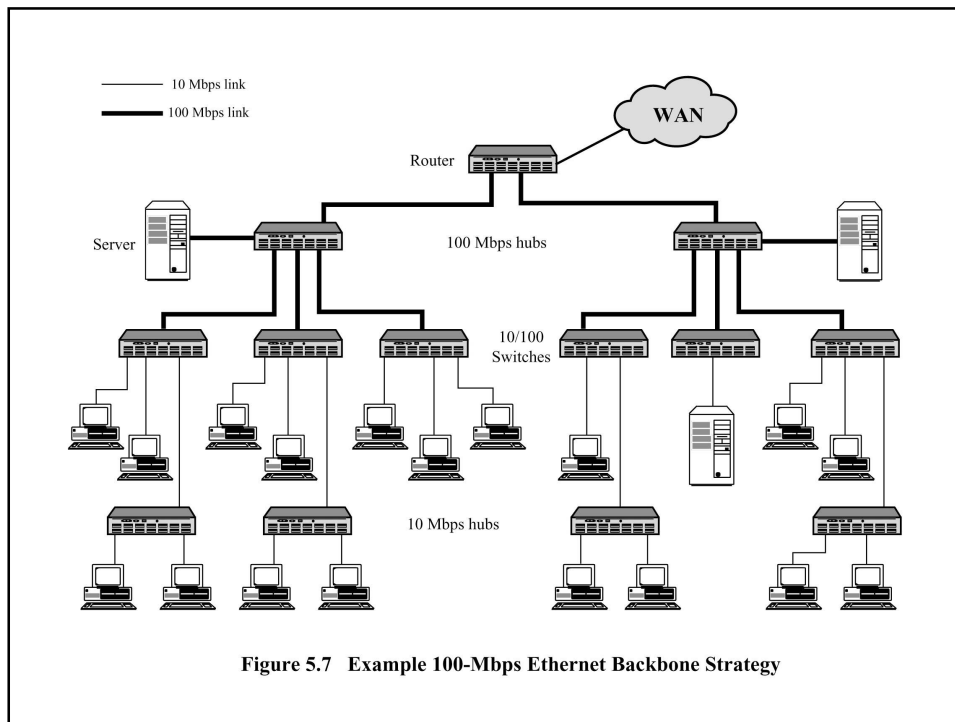 10 Mbps link
100 Mbps link
WAN
Router
Server
100 Mbps hubs
10/100
Switches
10 Mbps hubs
Figure 5.7 Example 100-Mbps Ethernet Backbone Strategy